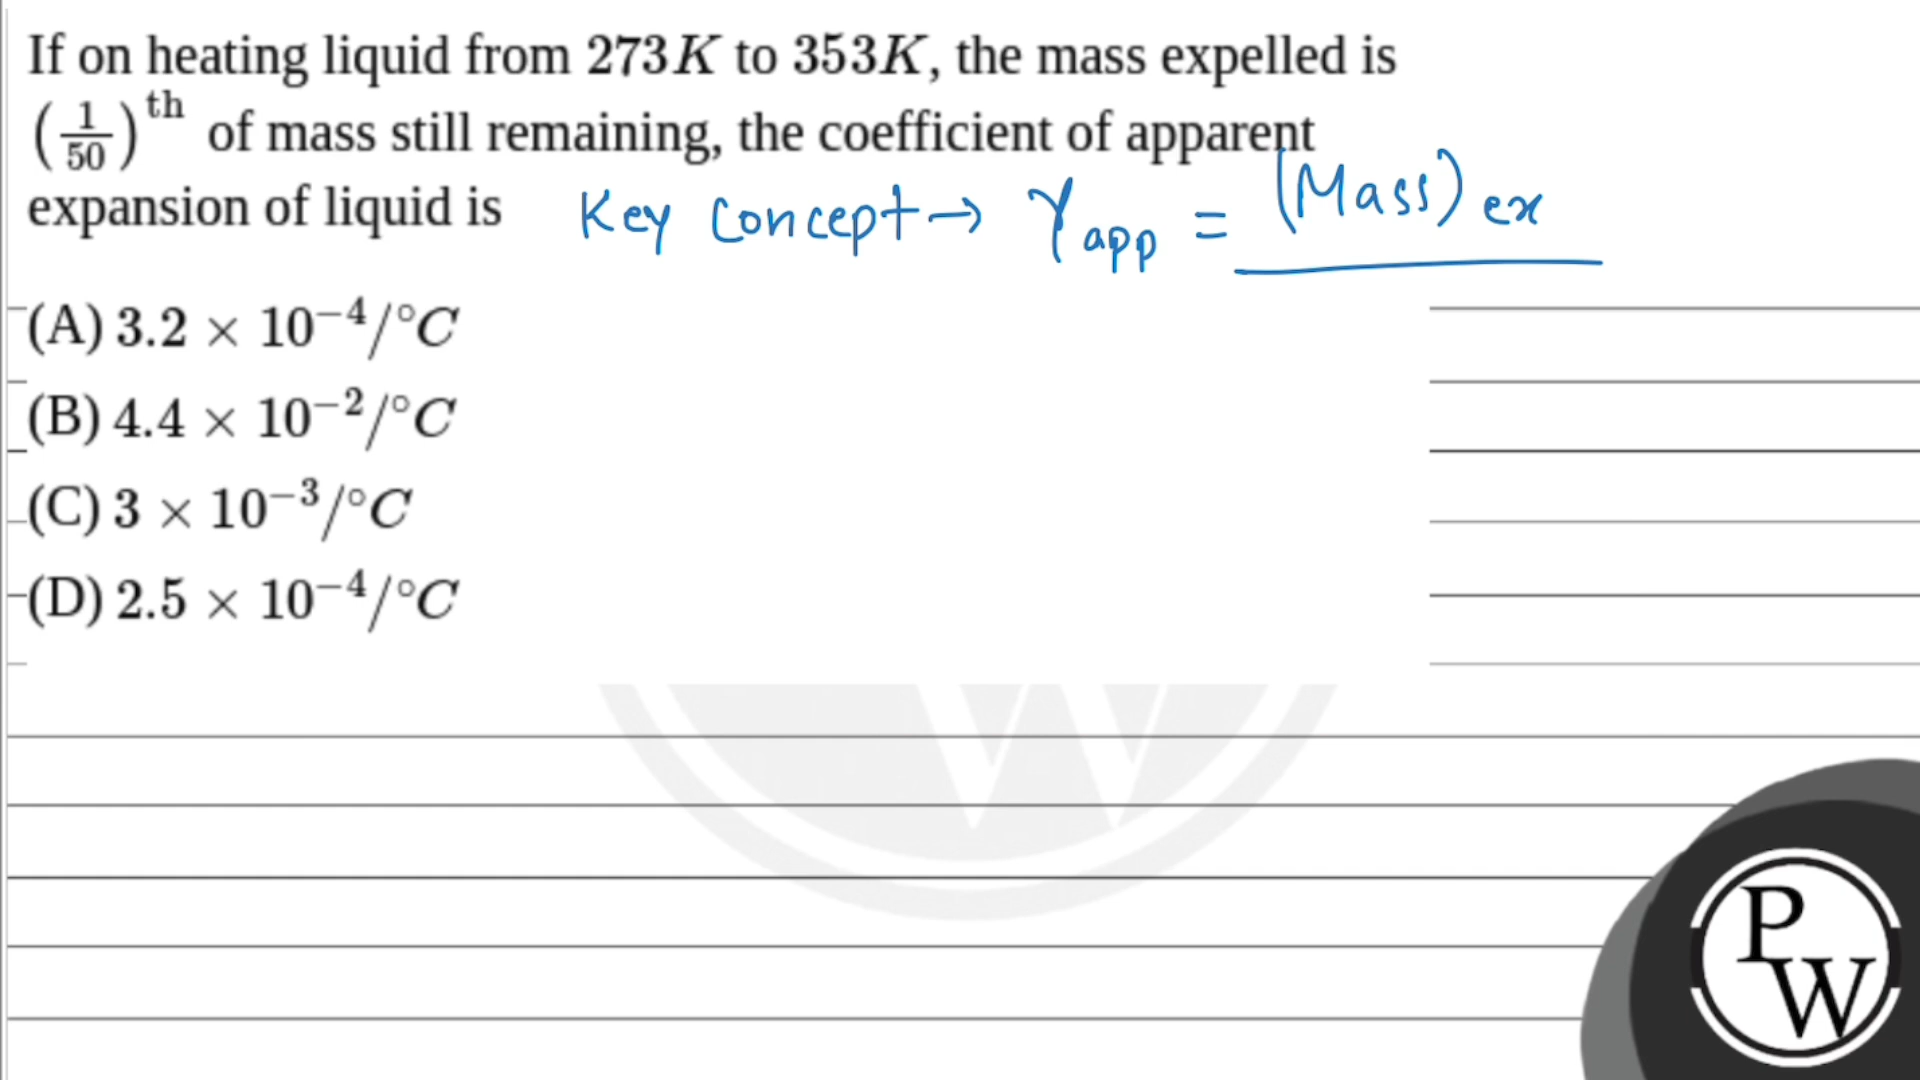 If on heating liquid from 273K to 353K, the mass expelled is
(1/50)^th of mass still remaining, the coefficient of apparent
expansion of liquid is
Key concept → γ app = (Mass) ex
(A) 3.2 × 10^−4/°C
(B) 4.4 × 10^−2/°C
(C) 3 × 10^−3/°C
(D) 2.5 × 10^−4/°C
P
W